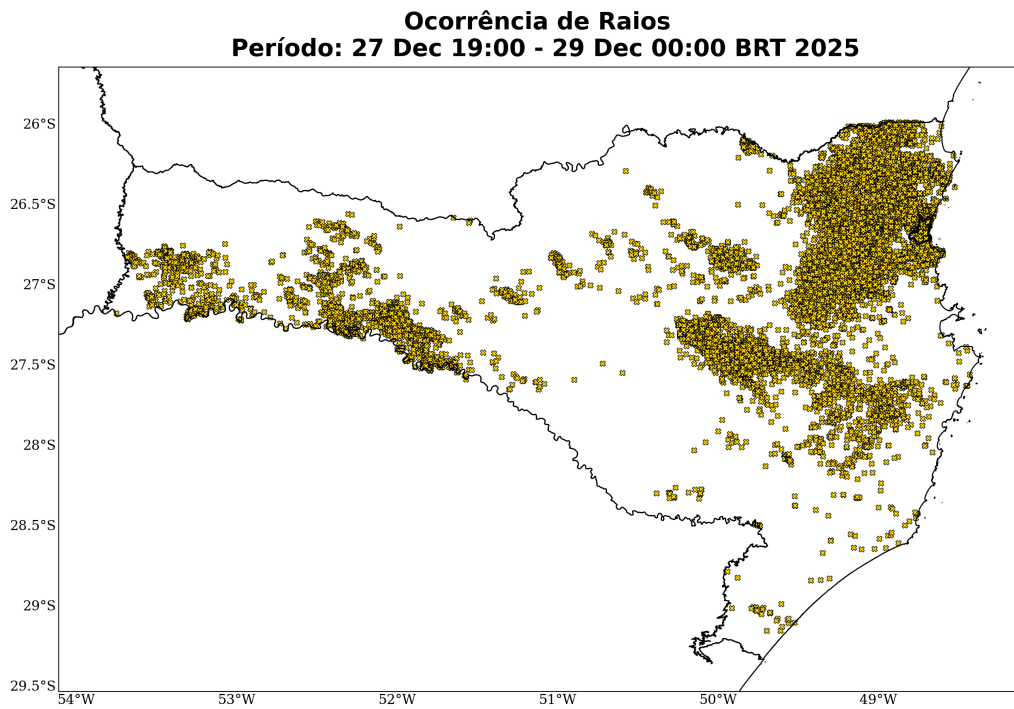 Ocorrência de Raios
Período: 27 Dec 19:00 - 29 Dec 00:00 BRT 2025
26°S
26.5°S
27°S
27.5°S
28°S
28.5°S
29°S
29.5°S
54°W 53°W 52°W 51°W 50°W 49°W